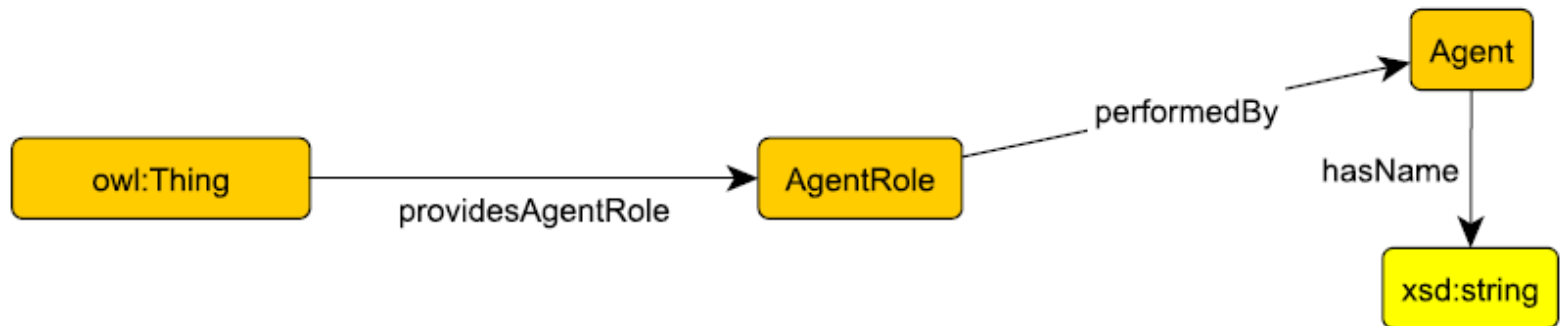 Agent
performedBy
owl:Thing
AgentRole
hasName
providesAgentRole
xsd:string